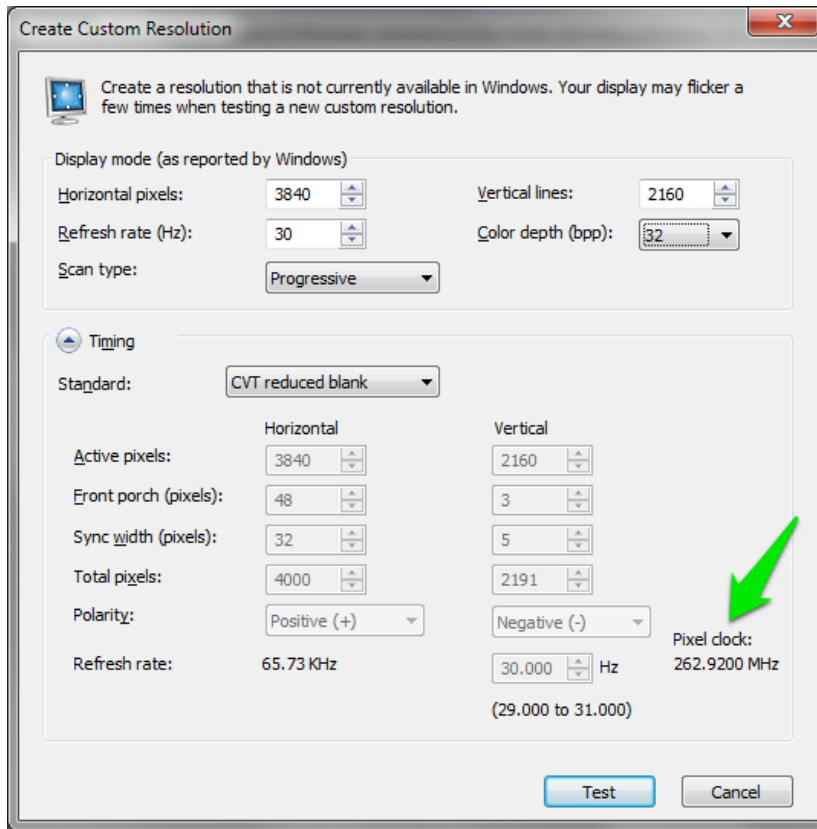 Create Custom Resolution
Create a resolution that is not currently available in Windows. Your display may flicker a
few times when testing a new custom resolution.
Display mode (as reported by Windows)
Horizontal pixels: 3840 Vertical lines: 2160
Refresh rate (Hz): 30 Color depth (bpp): 32
Scan type: Progressive
Timing
Standard: CVT reduced blank
Horizontal Vertical
Active pixels: 3840 2160
Front porch (pixels): 48 3
Sync width (pixels): 32 5
Total pixels: 4000 2191
Polarity: Positive (+) Negative (-)
Pixel clock:
Refresh rate: 65.73 KHz 30.000 Hz 262.9200 MHz
(29.000 to 31.000)
Test Cancel